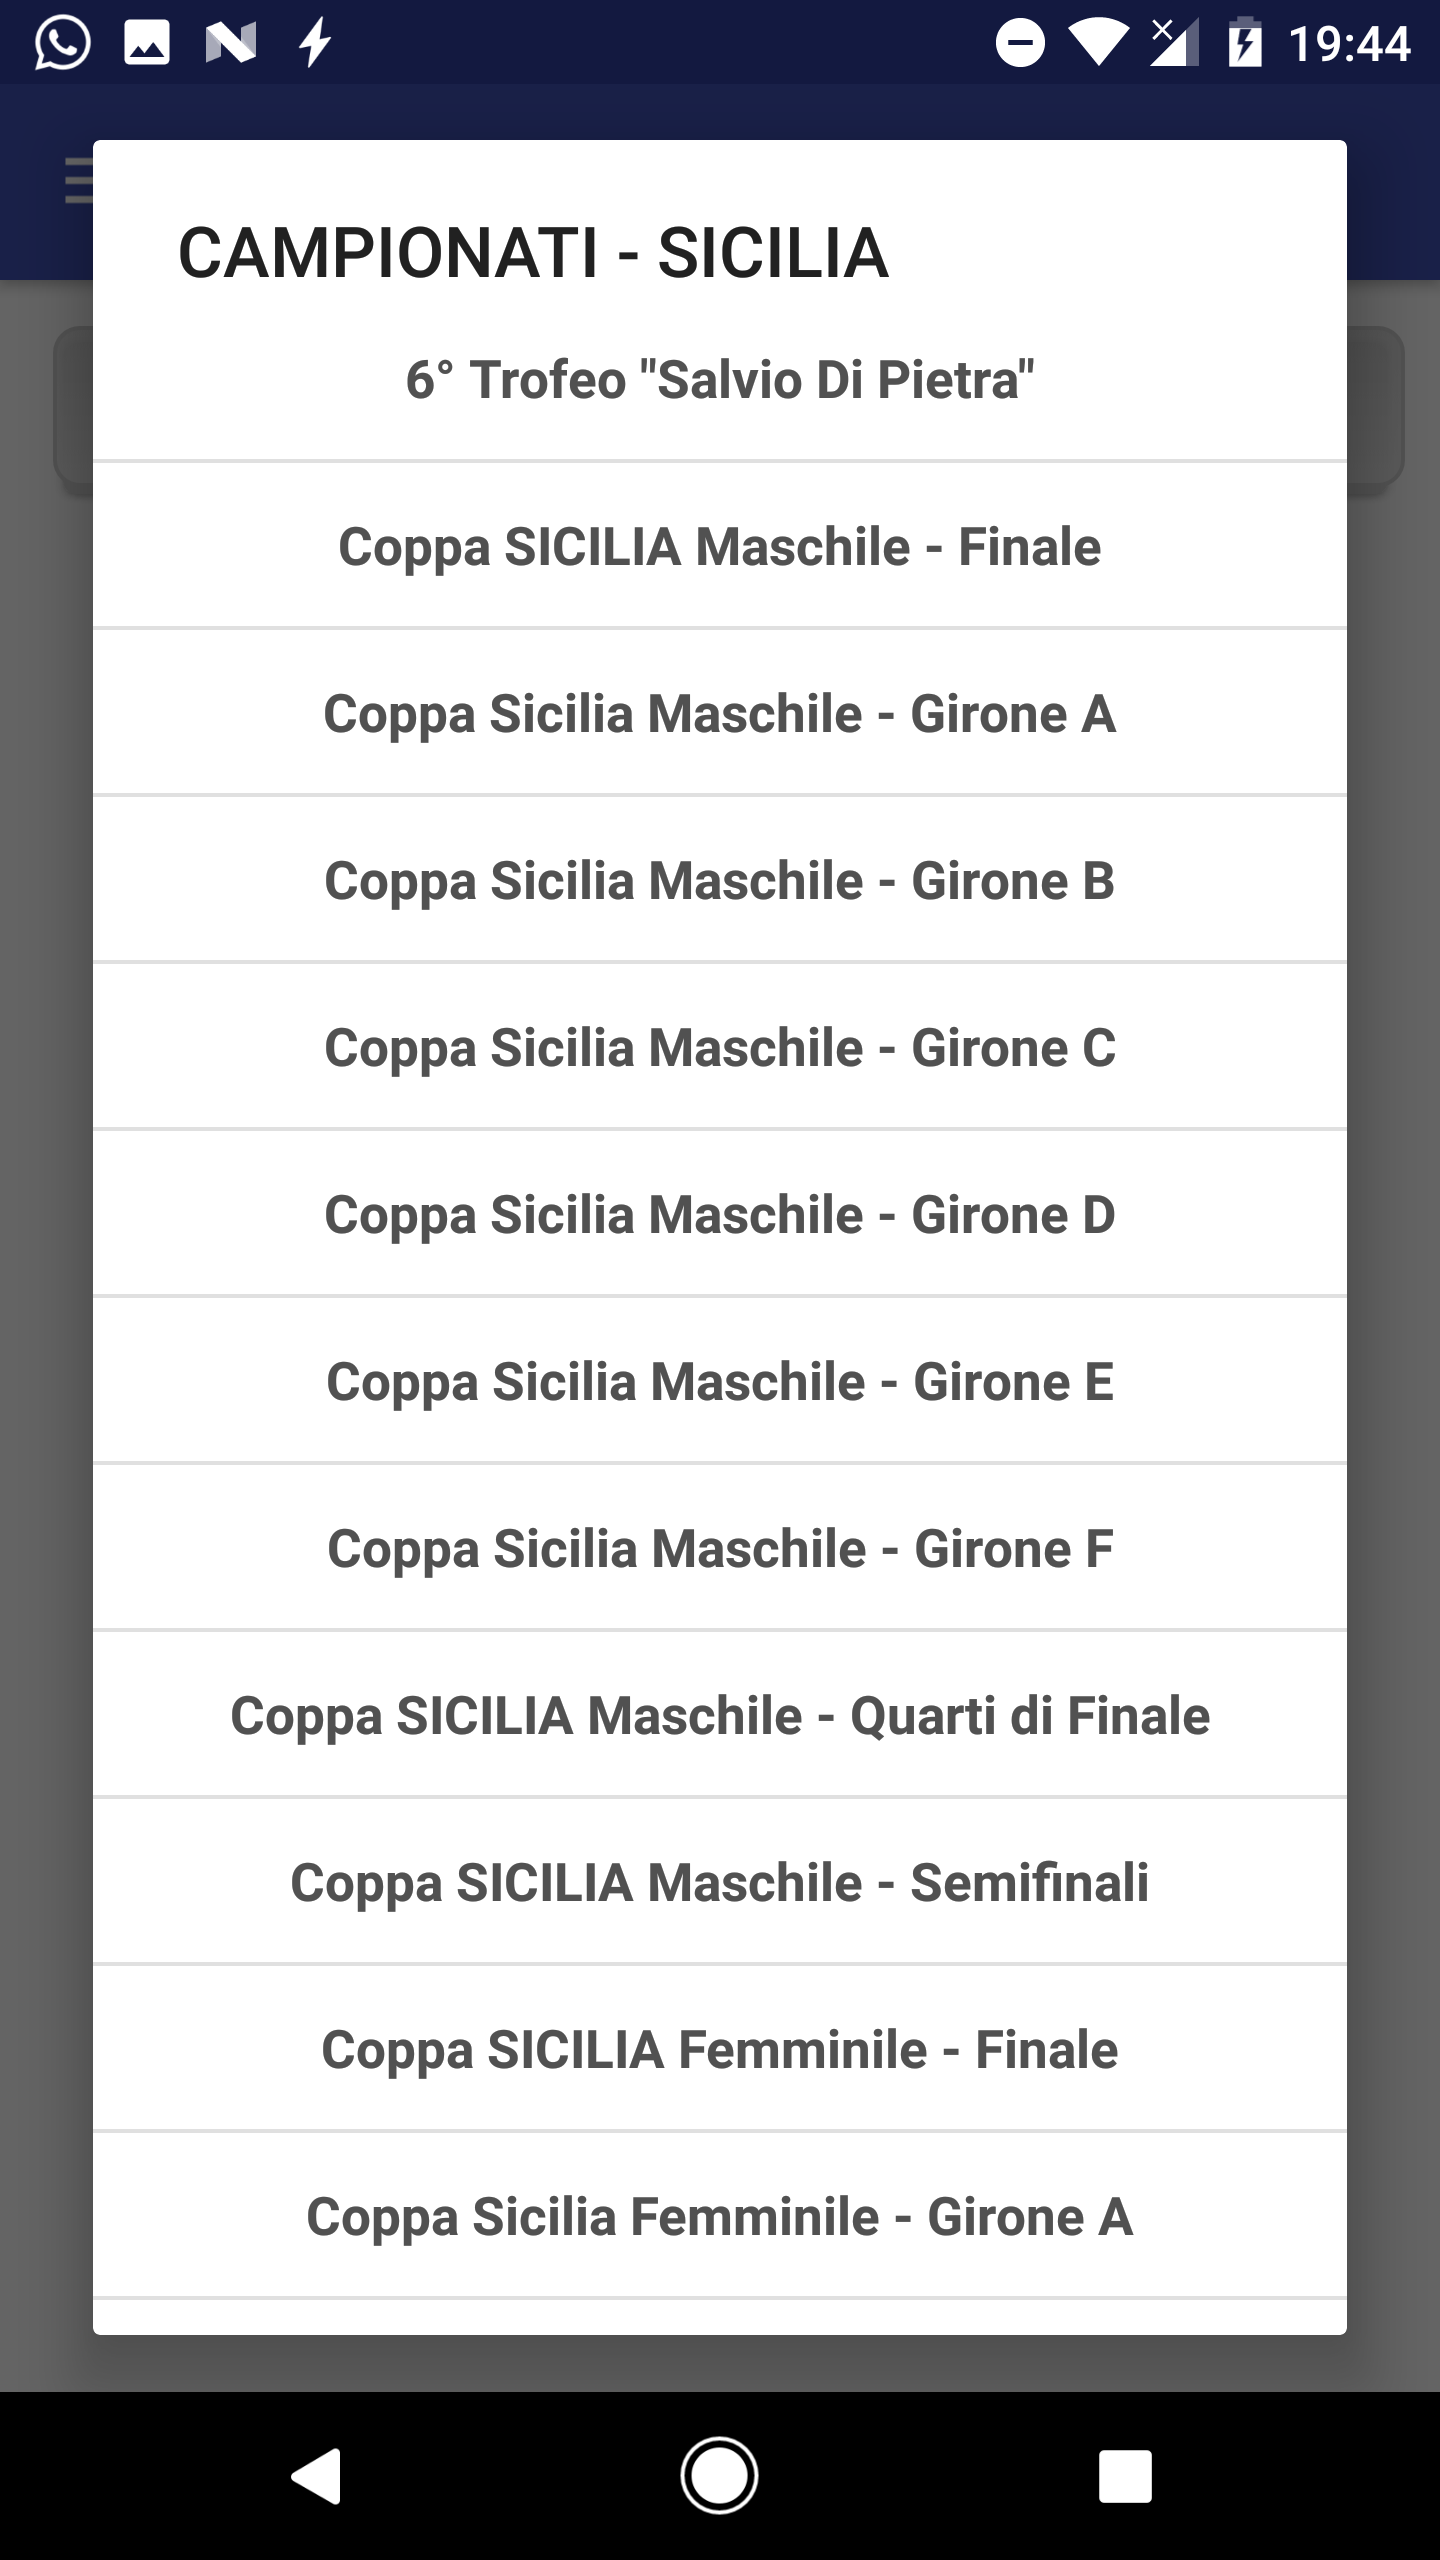 19:44
CAMPIONATI - SICILIA
6° Trofeo "Salvio Di Pietra"
Coppa SICILIA Maschile - Finale
Coppa Sicilia Maschile - Girone A
Coppa Sicilia Maschile - Girone B
Coppa Sicilia Maschile - Girone C
Coppa Sicilia Maschile - Girone D
Coppa Sicilia Maschile - Girone E
Coppa Sicilia Maschile - Girone F
Coppa SICILIA Maschile - Quarti di Finale
Coppa SICILIA Maschile - Semifinali
Coppa SICILIA Femminile - Finale
Coppa Sicilia Femminile - Girone A